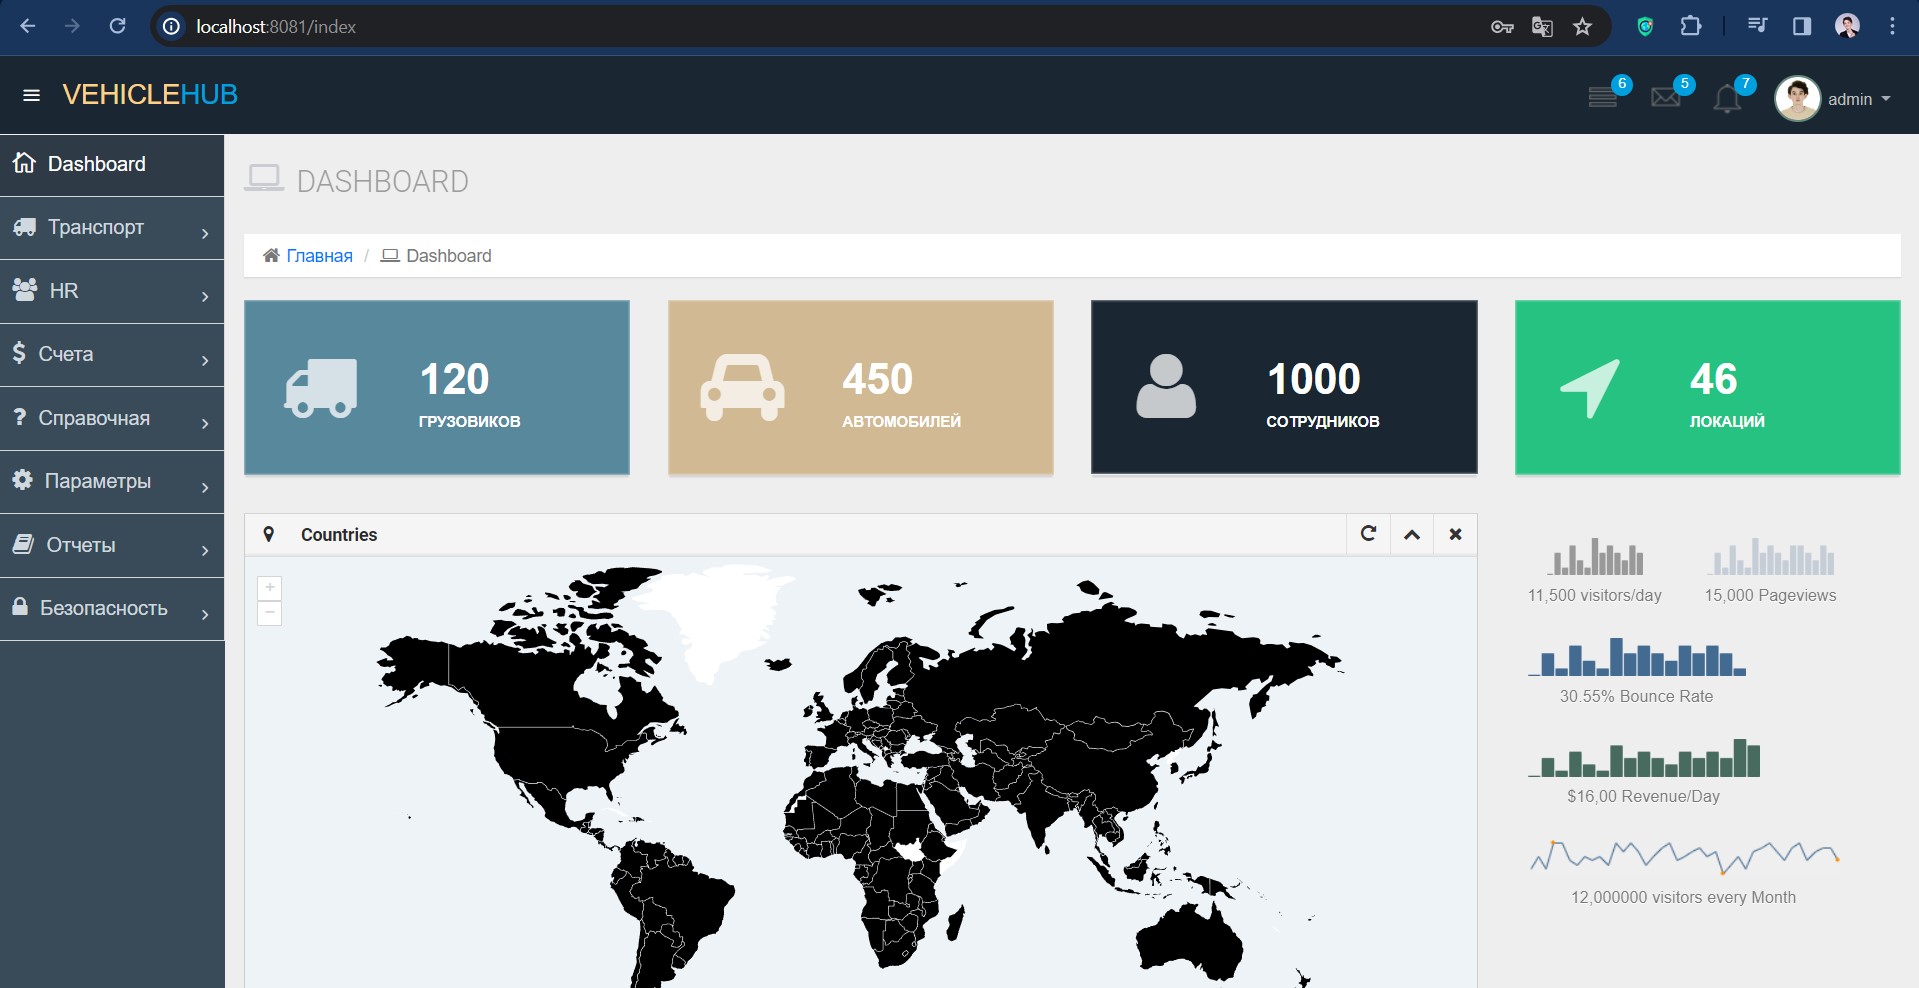 localhost:8081/index
VEHICLEHUB
6
5
7
admin
Dashboard
Транспорт
HR
Счета
Справочная
Параметры
Отчеты
Безопасность
DASHBOARD
Главная / Dashboard
120
ГРУЗОВИКОВ
450
АВТОМОБИЛЕЙ
1000
СОТРУДНИКОВ
46
ЛОКАЦИЙ
Countries
+
−
11,500 visitors/day
15,000 Pageviews
30.55% Bounce Rate
$16,00 Revenue/Day
12,000000 visitors every Month